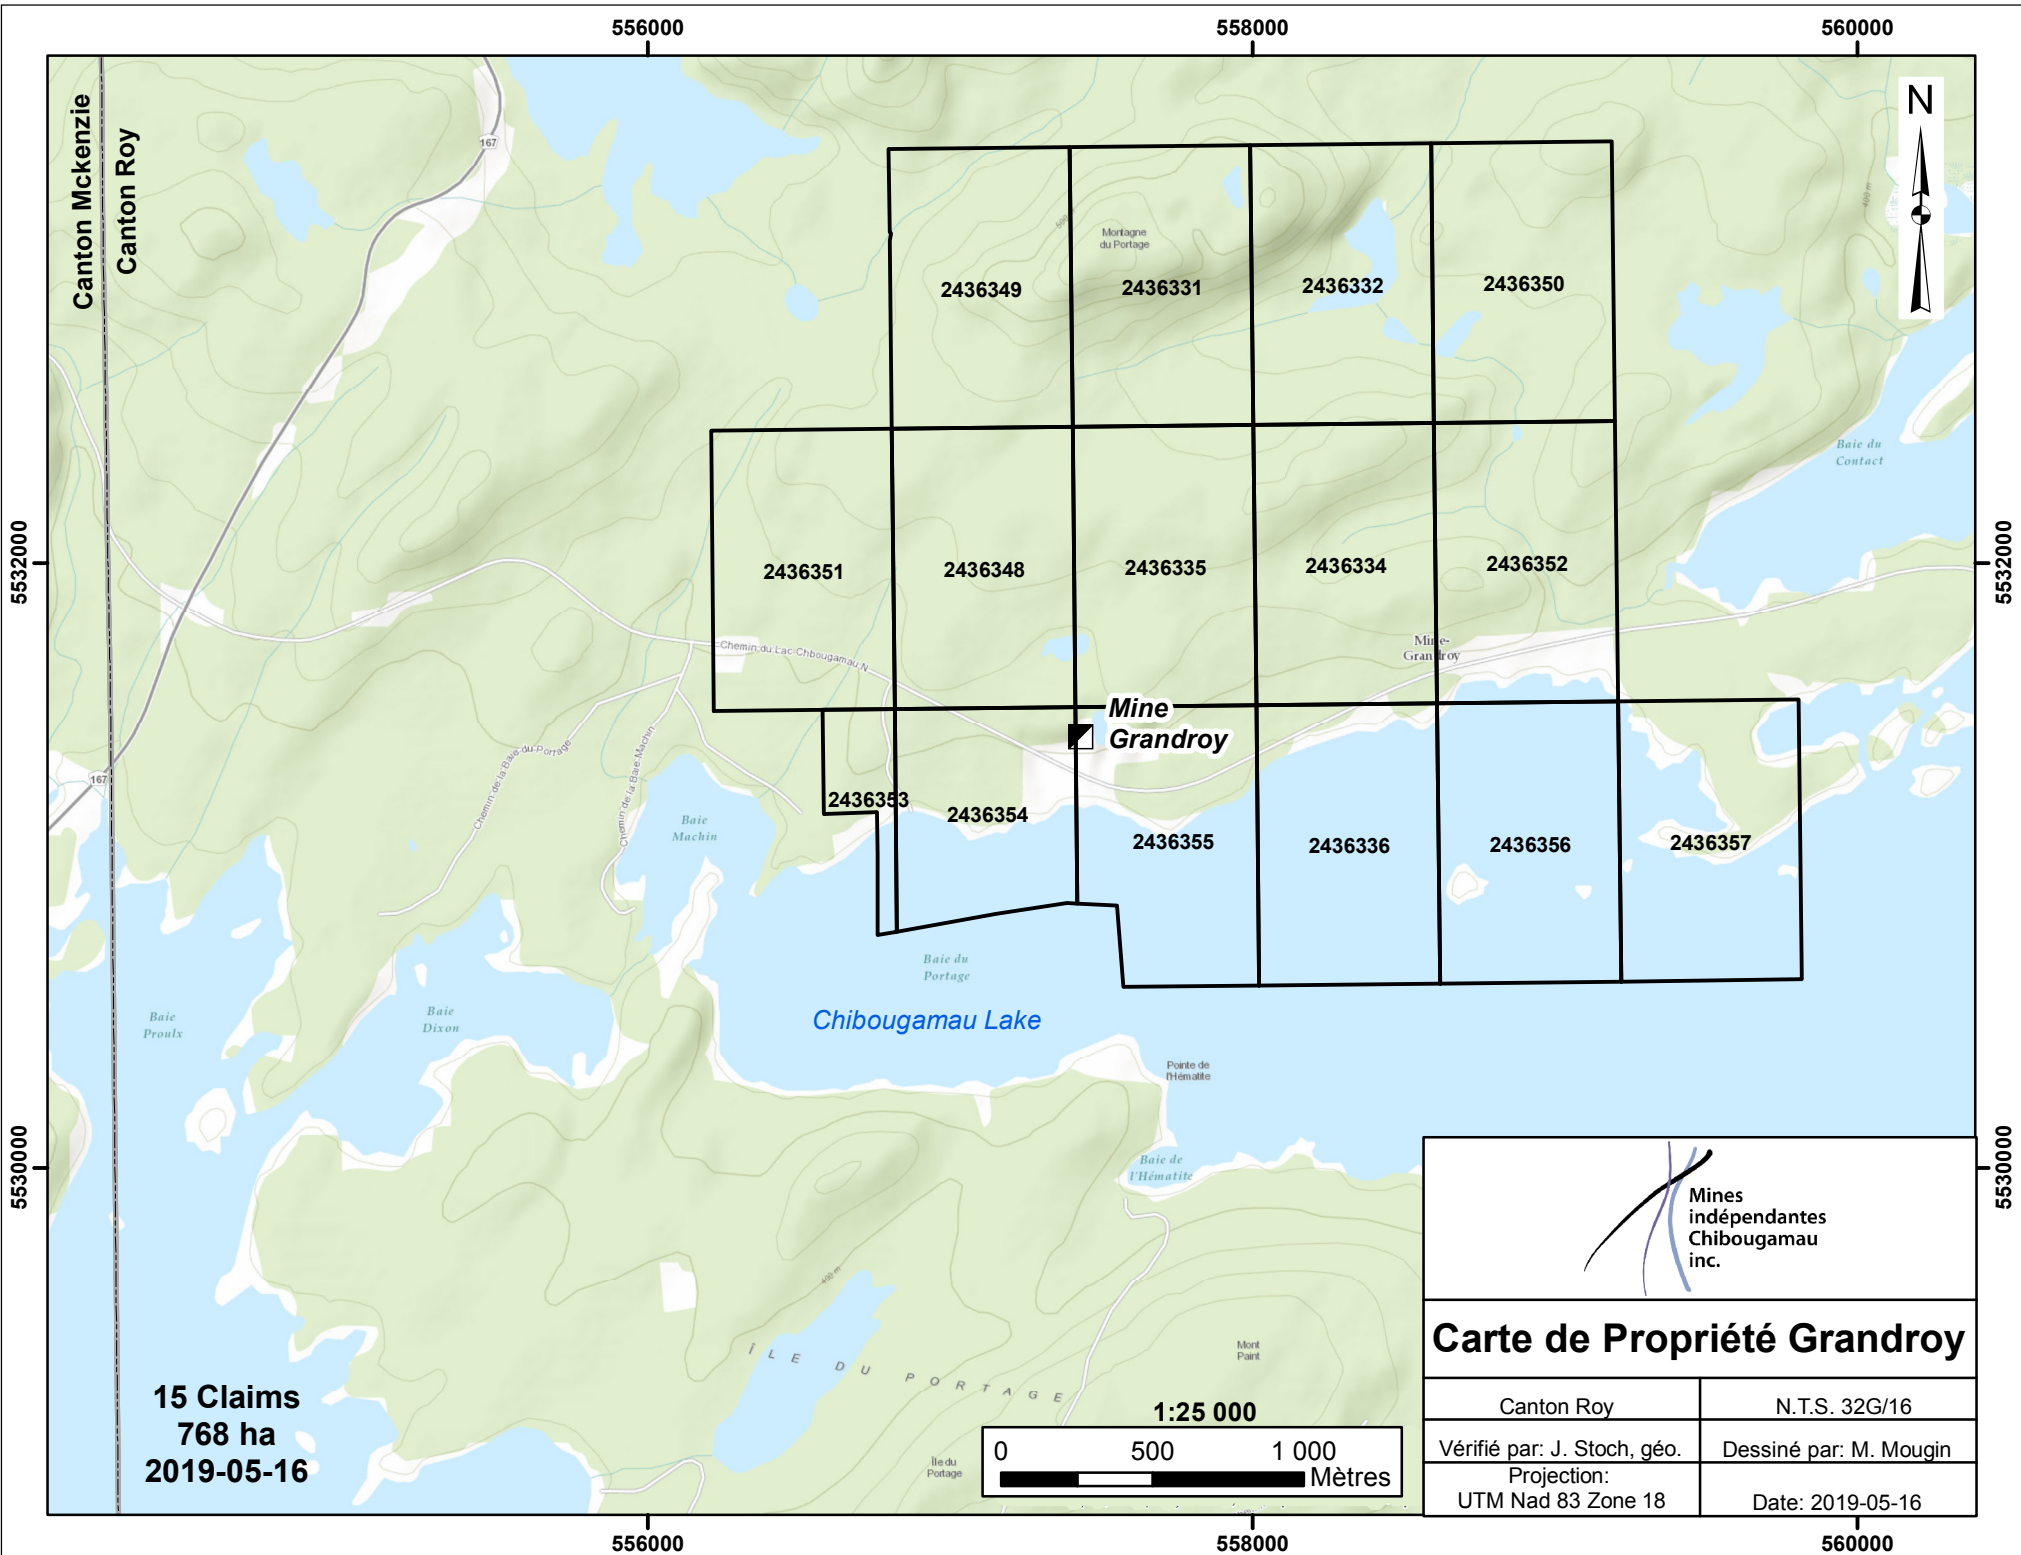 556000
558000
560000
Canton Mckenzie
Canton Roy
167
N
Montagne
du Portage
500
400 m
2436349
2436331
2436332
2436350
Baie du
Contact
5532000
5532000
2436351
2436348
2436335
2436334
2436352
Chemin du Lac-Chibougamau N
Mine-
Grandroy
Mine
Grandroy
Chemin de la Baie-du-Portage
Chemin de la Baie-Machin
167
Baie
Machin
2436353
2436354
2436355
2436336
2436356
2436357
Baie du
Portage
Chibougamau Lake
Baie
Proulx
Baie
Dixon
Pointe de
l'Hématite
Baie de
l'Hématite
5530000
5530000
400 m
ÎLE DU PORTAGE
Mont
Paint
Île du
Portage
15 Claims
768 ha
2019-05-16
1:25 000
0 500 1 000
Mètres
Mines
indépendantes
Chibougamau
inc.
Carte de Propriété Grandroy
Canton Roy
N.T.S. 32G/16
Vérifié par: J. Stoch, géo.
Dessiné par: M. Mougin
Projection:
UTM Nad 83 Zone 18
Date: 2019-05-16
556000
558000
560000